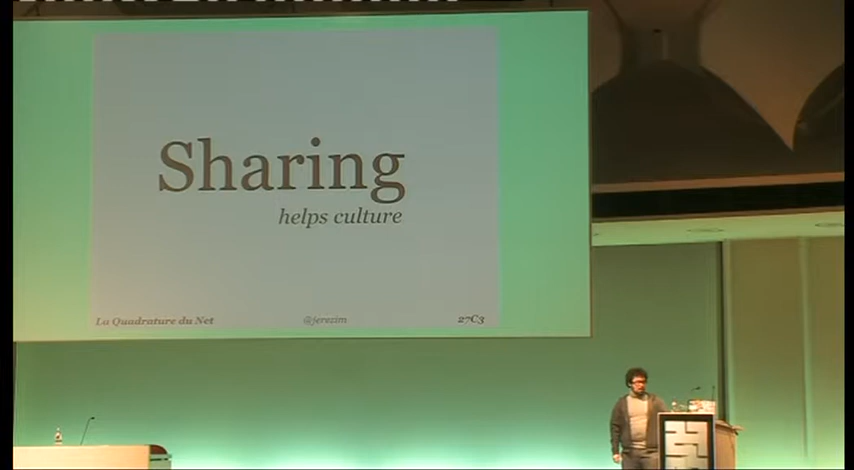 Sharing
helps culture
La Quadrature du Net
@jerezim
27C3